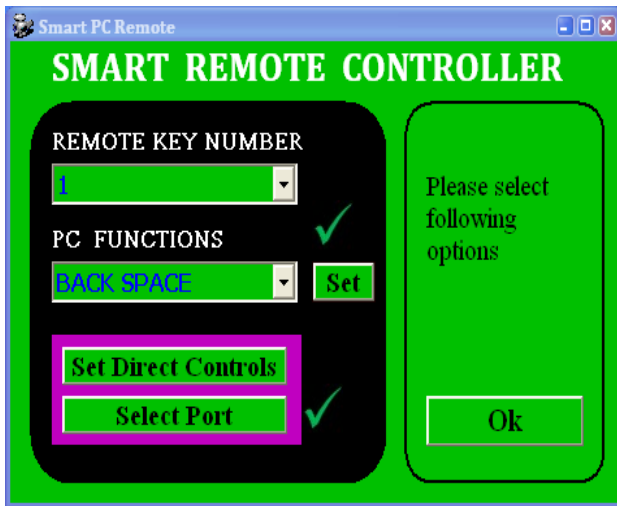 Smart PC Remote
SMART REMOTE CONTROLLER
REMOTE KEY NUMBER
1
PC FUNCTIONS
BACK SPACE
Set
Set Direct Controls
Select Port
Please select
following
options
Ok